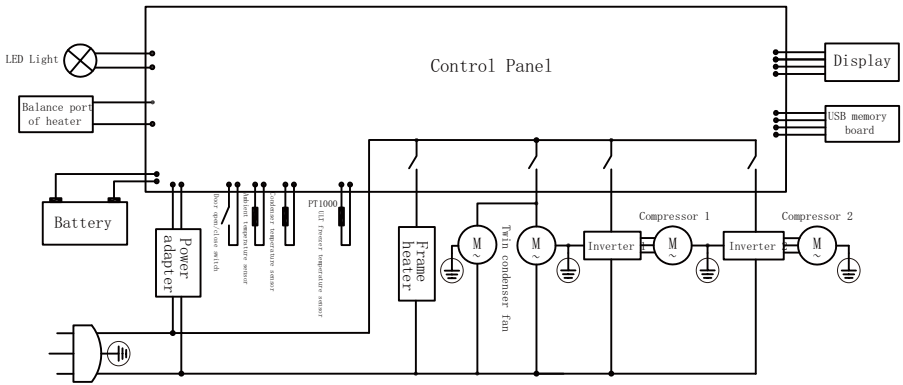 LED Light
Control Panel
Display
Balance port
of heater
USB memory
board
Battery
Door open/close switch
Ambient temperature sensor
Condenser temperature sensor
PT1000
ULT freezer temperature sensor
Power
adapter
Frame
heater
M
~
Twin condenser fan
M
~
Inverter 1
Compressor 1
M
~
Inverter 2
Compressor 2
M
~